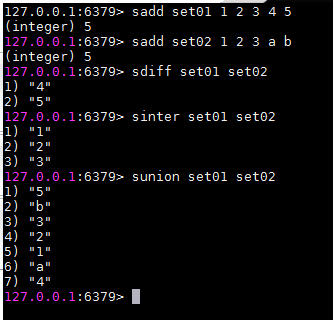 127.0.0.1:6379> sadd set01 1 2 3 4 5
(integer) 5
127.0.0.1:6379> sadd set02 1 2 3 a b
(integer) 5
127.0.0.1:6379> sdiff set01 set02
1) "4"
2) "5"
127.0.0.1:6379> sinter set01 set02
1) "1"
2) "2"
3) "3"
127.0.0.1:6379> sunion set01 set02
1) "5"
2) "b"
3) "3"
4) "2"
5) "1"
6) "a"
7) "4"
127.0.0.1:6379>